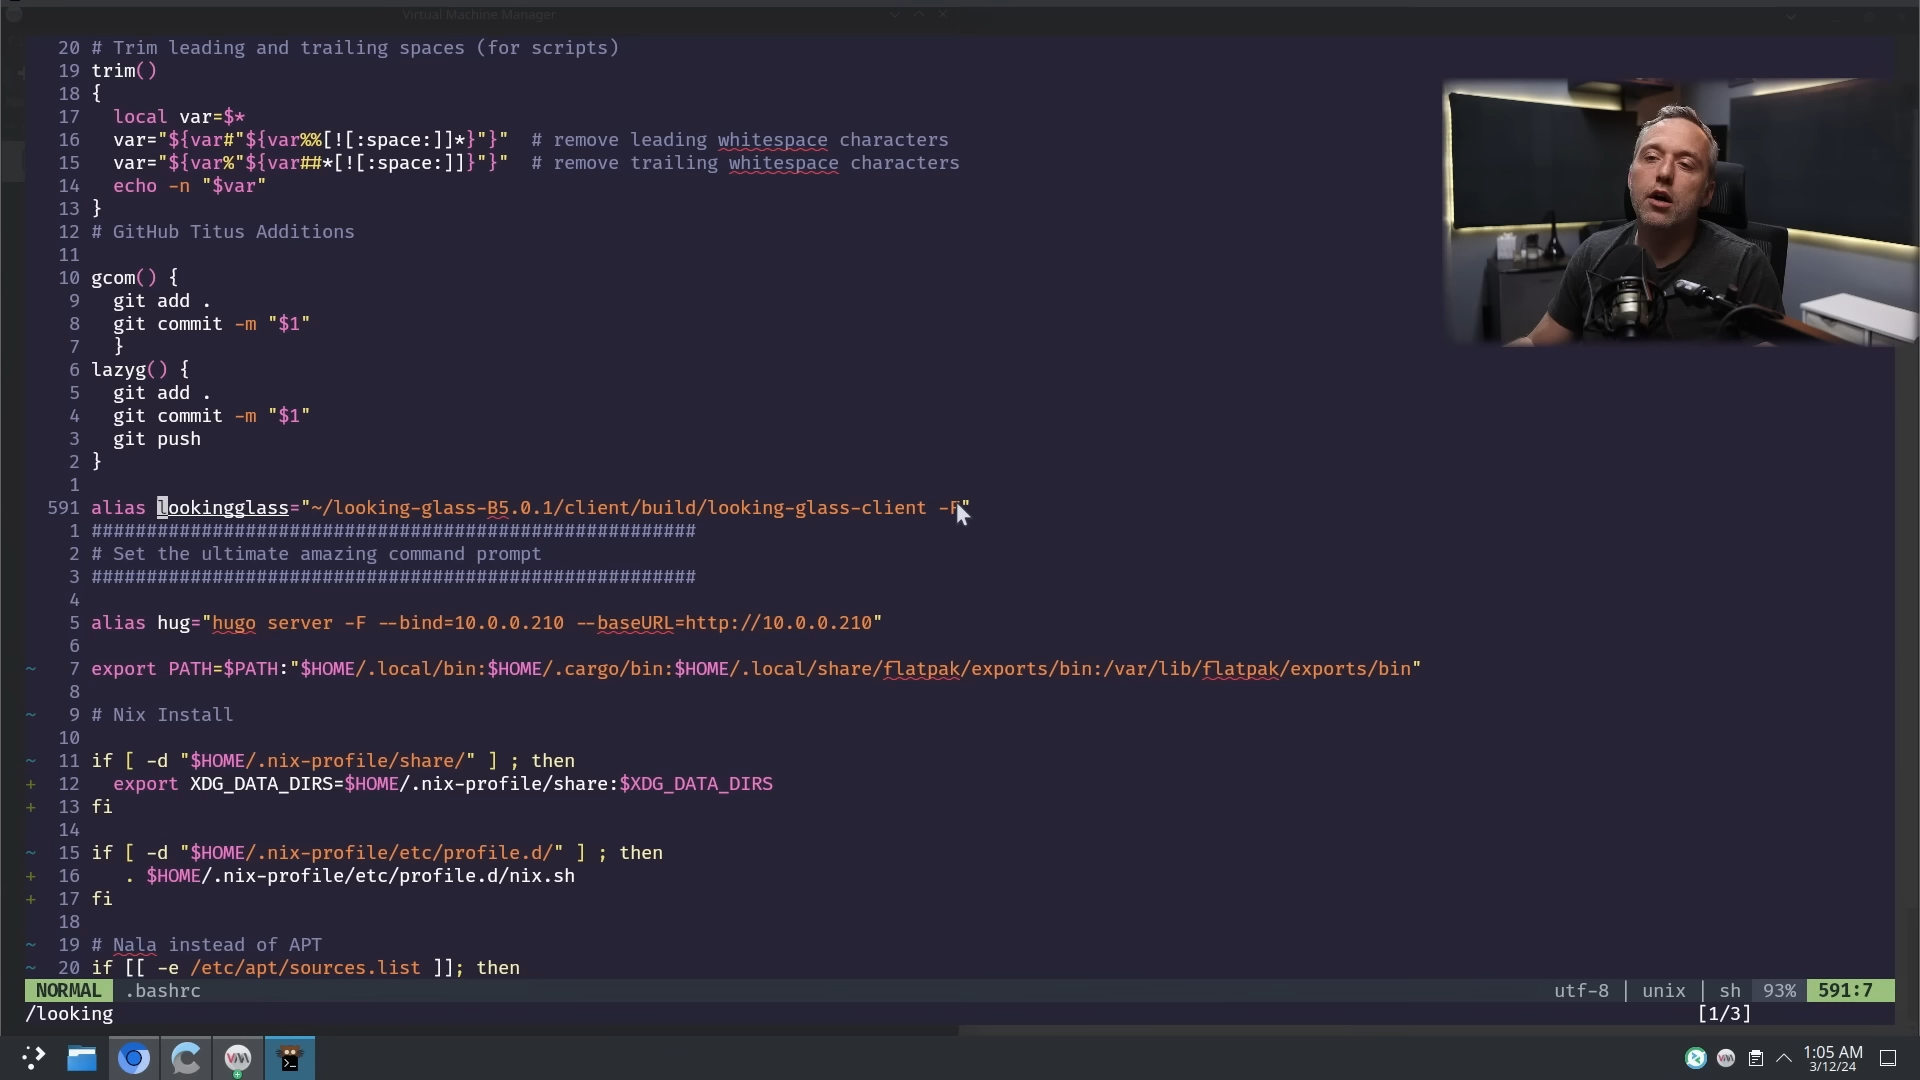 Virtual Machine Manager
20 # Trim leading and trailing spaces (for scripts)
19 trim()
18 {
17 local var=$*
16 var="${var#"${var%%[![:space:]]*}"}" # remove leading whitespace characters
15 var="${var%"${var##*[![:space:]]}"}" # remove trailing whitespace characters
14 echo -n "$var"
13 }
12 # GitHub Titus Additions
11
10 gcom() {
9 git add .
8 git commit -m "$1"
7 }
6 lazyg() {
5 git add .
4 git commit -m "$1"
3 git push
2 }
1
591 alias lookingglass="~/looking-glass-B5.0.1/client/build/looking-glass-client -F"
1 #######################################################
2 # Set the ultimate amazing command prompt
3 #######################################################
4
5 alias hug="hugo server -F --bind=10.0.0.210 --baseURL=http://10.0.0.210"
6
~ 7 export PATH=$PATH:"$HOME/.local/bin:$HOME/.cargo/bin:$HOME/.local/share/flatpak/exports/bin:/var/lib/flatpak/exports/bin"
8
~ 9 # Nix Install
10
~ 11 if [ -d "$HOME/.nix-profile/share/" ] ; then
+ 12 export XDG_DATA_DIRS=$HOME/.nix-profile/share:$XDG_DATA_DIRS
+ 13 fi
14
~ 15 if [ -d "$HOME/.nix-profile/etc/profile.d/" ] ; then
+ 16 . $HOME/.nix-profile/etc/profile.d/nix.sh
+ 17 fi
18
~ 19 # Nala instead of APT
~ 20 if [[ -e /etc/apt/sources.list ]]; then
NORMAL .bashrc utf-8 | unix | sh 93% 591:7
/looking [1/3]
1:05 AM
3/12/24